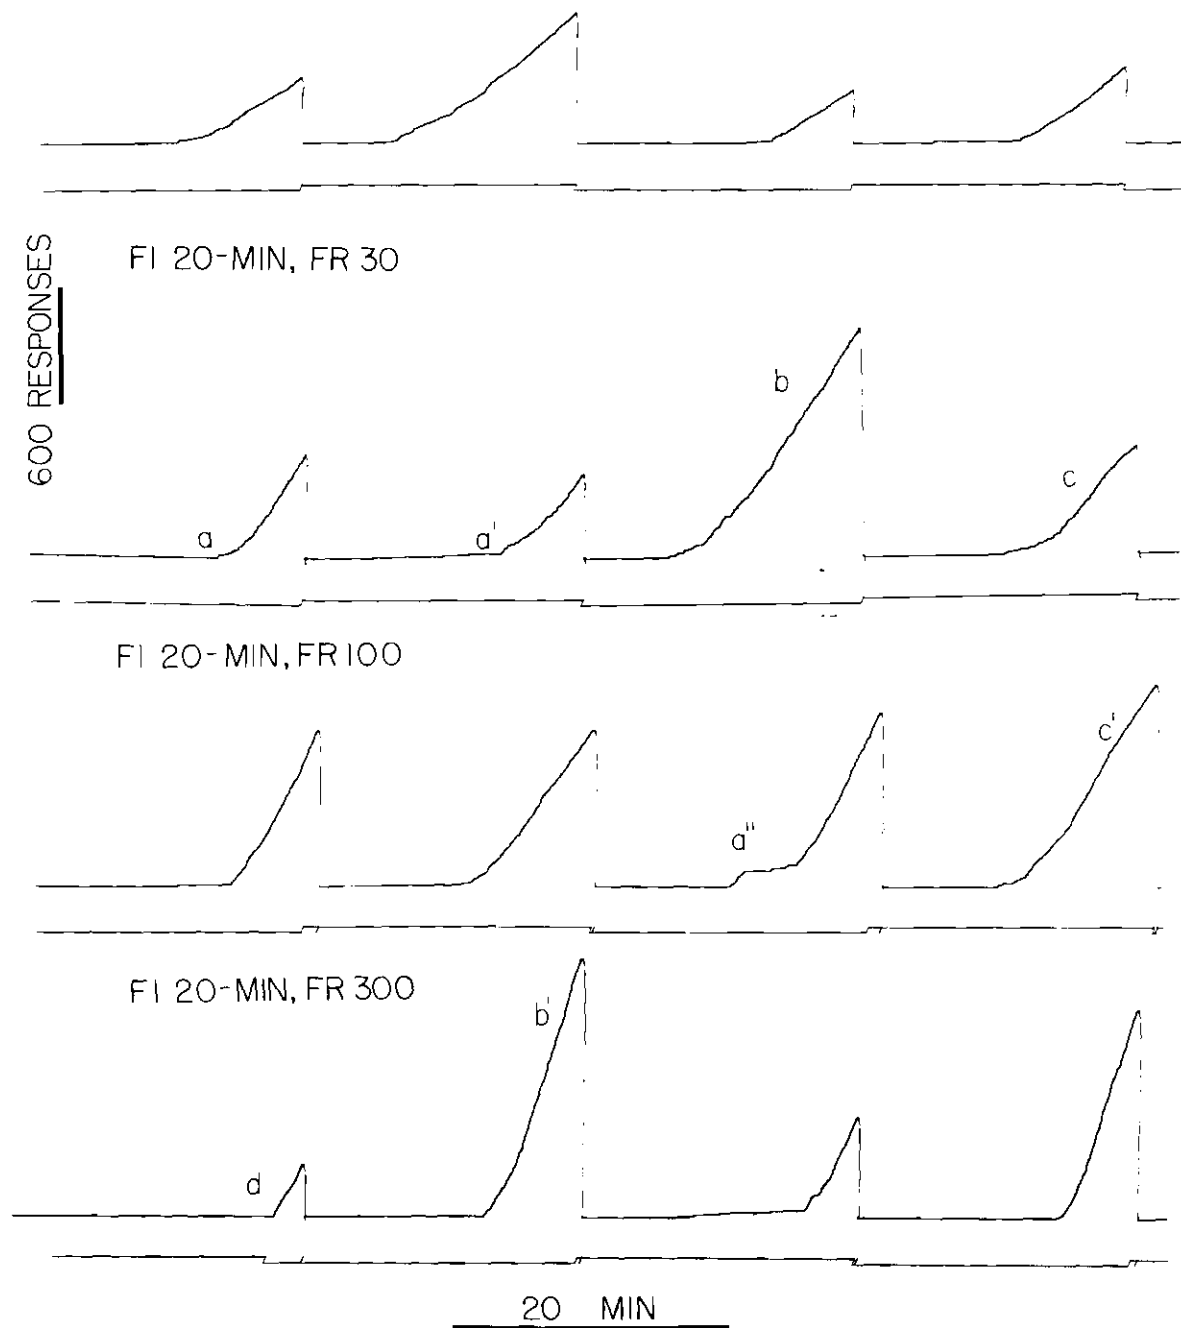 FI 20-MIN, FR 30
600 RESPONSES
a
a'
b
c
FI 20-MIN, FR 100
a"
c'
FI 20-MIN, FR 300
b'
d
20 MIN